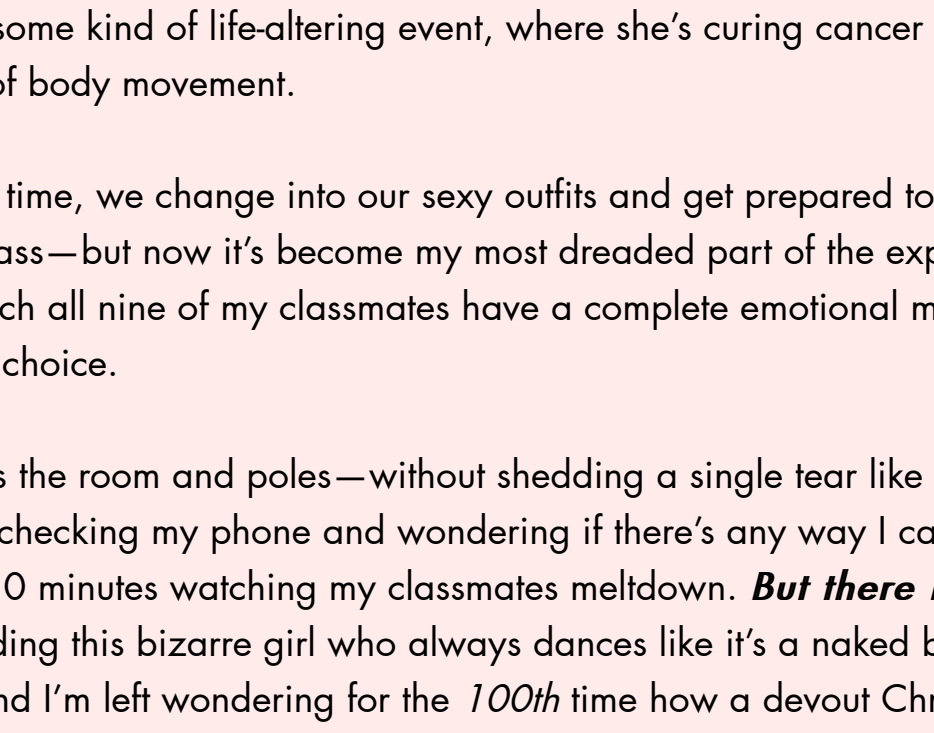 some kind of life-altering event, where she’s curing cancer
of body movement.
time, we change into our sexy outfits and get prepared to
ass—but now it’s become my most dreaded part of the exp
ch all nine of my classmates have a complete emotional m
choice.
s the room and poles—without shedding a single tear like
checking my phone and wondering if there’s any way I ca
0 minutes watching my classmates meltdown. But there
ding this bizarre girl who always dances like it’s a naked b
nd I’m left wondering for the 100th time how a devout Chr